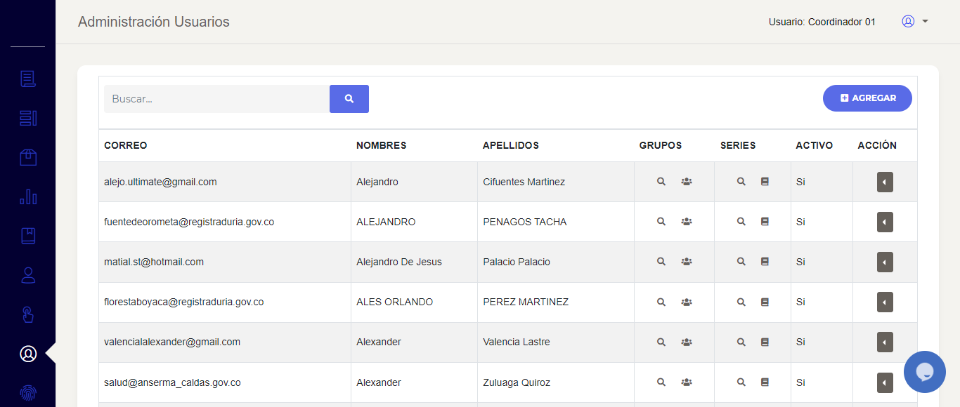 Administración Usuarios
Usuario: Coordinador 01
Buscar...
AGREGAR
CORREO NOMBRES APELLIDOS GRUPOS SERIES ACTIVO ACCIÓN
alejo.ultimate@gmail.com Alejandro Cifuentes Martinez Si
fuentedeorometa@registraduria.gov.co ALEJANDRO PENAGOS TACHA Si
matial.st@hotmail.com Alejandro De Jesus Palacio Palacio Si
florestaboyaca@registraduria.gov.co ALES ORLANDO PEREZ MARTINEZ Si
valencialalexander@gmail.com Alexander Valencia Lastre Si
salud@anserma_caldas.gov.co Alexander Zuluaga Quiroz Si